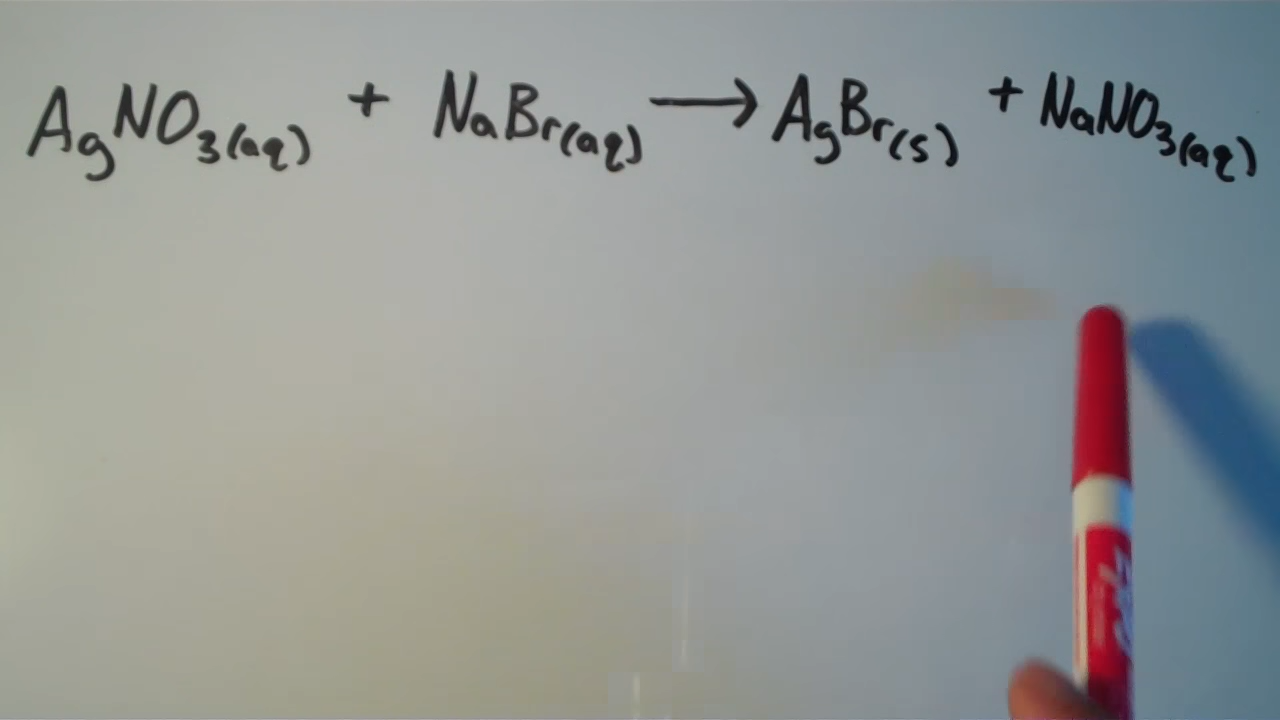 AgNO₃(aq) + NaBr(aq) → AgBr(s) + NaNO₃(aq)